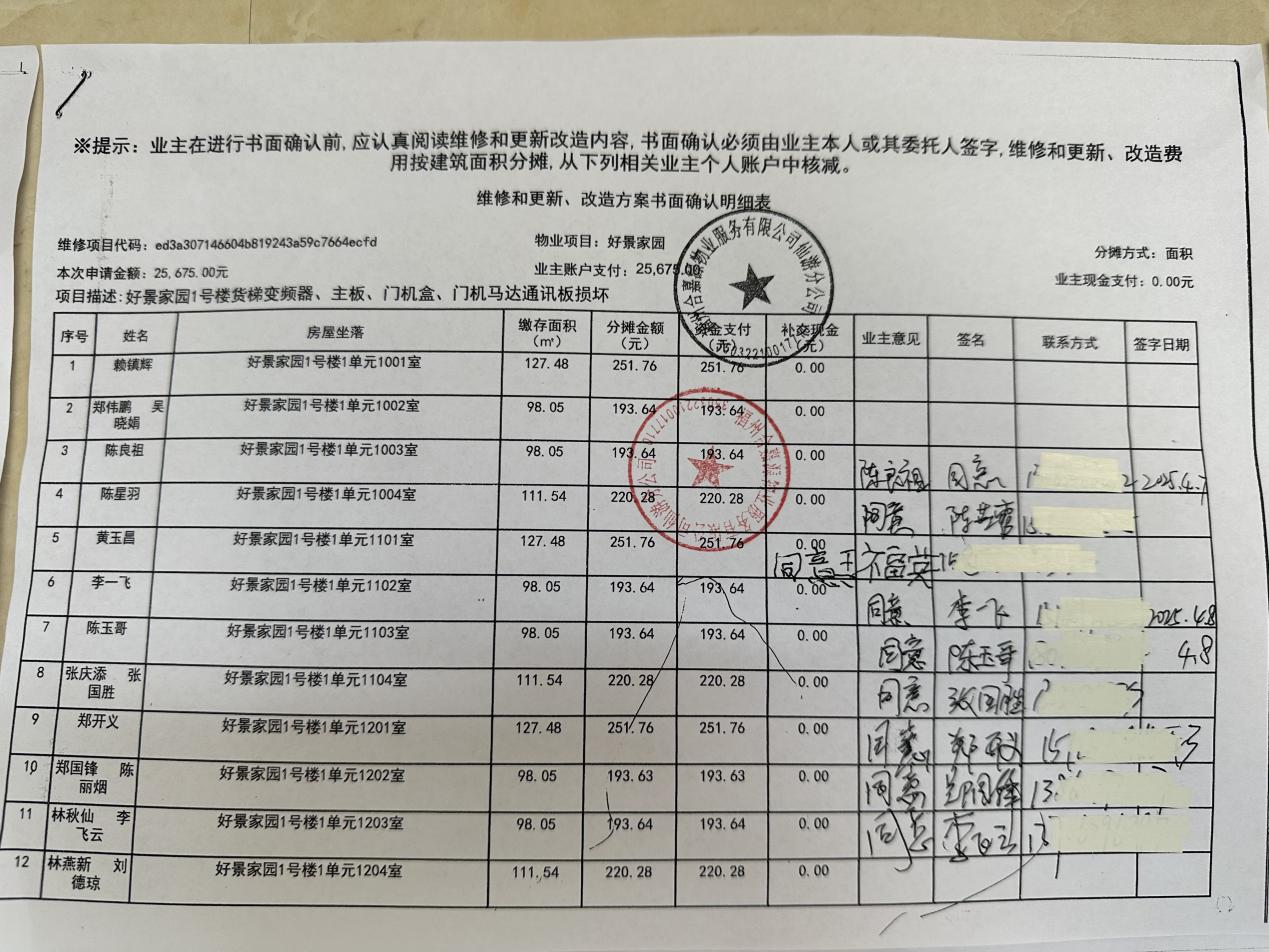 ※提示：业主在进行书面确认前，应认真阅读维修和更新改造内容，书面确认必须由业主本人或其委托人签字，维修和更新、改造费
用按建筑面积分摊，从下列相关业主个人账户中核减。
维修和更新、改造方案书面确认明细表
维修项目代码：ed3a307146604b819243a59c7664ecfd 物业项目：好景家园 分摊方式：面积
本次申请金额：25,675.00元 业主账户支付：25,675.00 业主现金支付：0.00元
项目描述：好景家园1号楼货梯变频器、主板、门机盒、门机马达通讯板损坏
序号 姓名 房屋坐落 缴存面积（㎡） 分摊金额（元） 资金支付（元） 补交现金（元） 业主意见 签名 联系方式 签字日期
1 赖镇辉 好景家园1号楼1单元1001室 127.48 251.76 251.76 0.00
2 郑伟鹏 吴晓娟 好景家园1号楼1单元1002室 98.05 193.64 193.64 0.00
3 陈良祖 好景家园1号楼1单元1003室 98.05 193.64 193.64 0.00 陈良祖 同意 2025.4.7
4 陈星羽 好景家园1号楼1单元1004室 111.54 220.28 220.28 0.00 同意
5 黄玉昌 好景家园1号楼1单元1101室 127.48 251.76 251.76 0.00 同意
6 李一飞 好景家园1号楼1单元1102室 98.05 193.64 193.64 0.00 同意 李一飞 2025.4.8
7 陈玉哥 好景家园1号楼1单元1103室 98.05 193.64 193.64 0.00 同意 陈玉哥 4.8
8 张庆添 张国胜 好景家园1号楼1单元1104室 111.54 220.28 220.28 0.00 同意 张国胜
9 郑开义 好景家园1号楼1单元1201室 127.48 251.76 251.76 0.00 同意 郑开义
10 郑国锋 陈丽烟 好景家园1号楼1单元1202室 98.05 193.63 193.63 0.00 同意 郑国锋
11 林秋仙 李飞云 好景家园1号楼1单元1203室 98.05 193.64 193.64 0.00 同意 李飞云
12 林燕新 刘德琼 好景家园1号楼1单元1204室 111.54 220.28 220.28 0.00